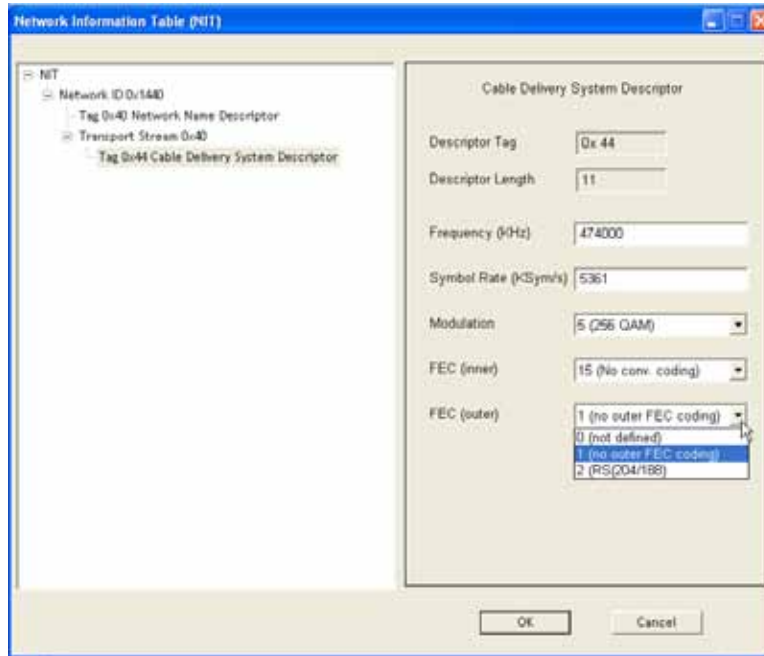 Network Information Table (NIT)
NIT
Network ID 0x1440
Tag 0x40 Network Name Descriptor
Transport Stream 0x40
Tag 0x44 Cable Delivery System Descriptor
Cable Delivery System Descriptor
Descriptor Tag 0x 44
Descriptor Length 11
Frequency (KHz) 474000
Symbol Rate (KSym/s) 5361
Modulation 5 (256 QAM)
FEC (inner) 15 (No conv. coding)
FEC (outer) 1 (no outer FEC coding)
0 (not defined)
1 (no outer FEC coding)
2 (RS(204/188)
OK Cancel